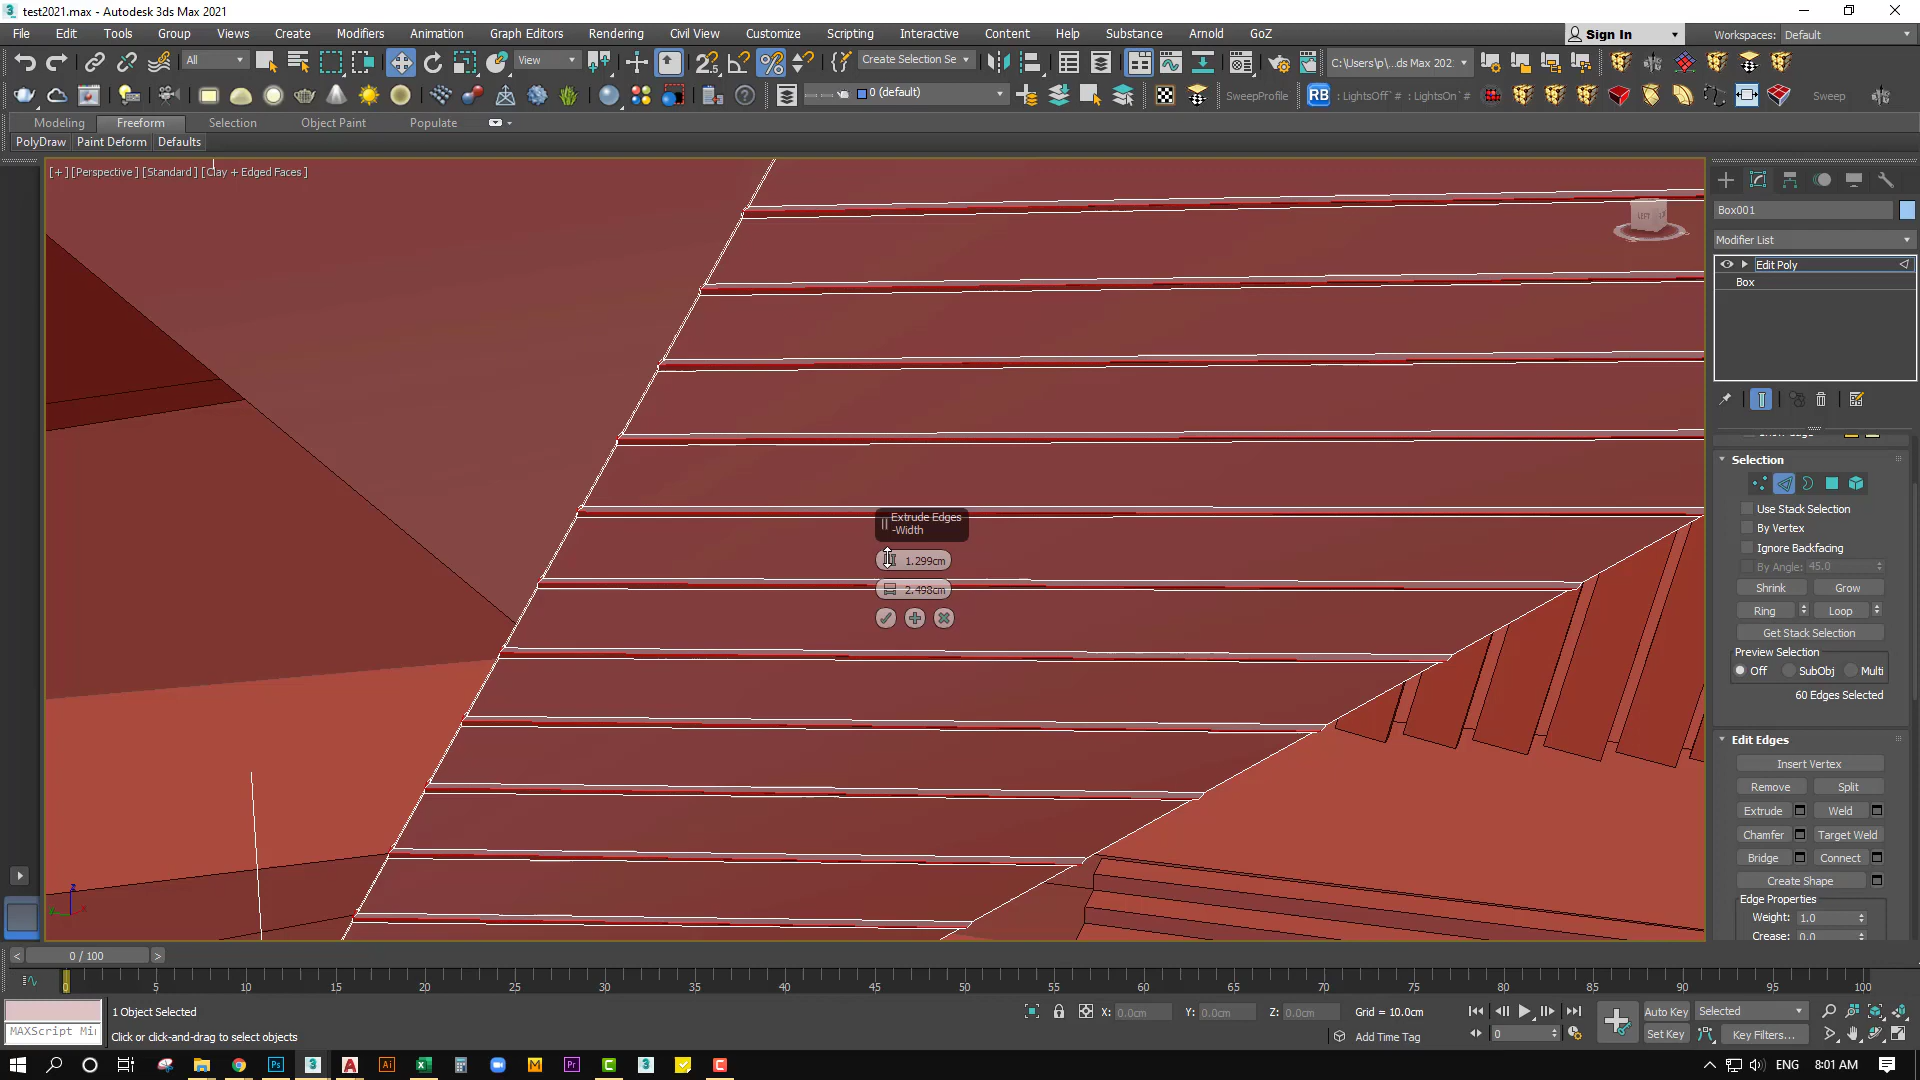 test2021.max - Autodesk 3ds Max 2021
File Edit Tools Group Views Create Modifiers Animation Graph Editors Rendering Civil View Customize Scripting Interactive Content Help Substance Arnold GoZ
Sign In
Workspaces: Default
All
View
Create Selection Se
C:\Users\p\...ds Max 202
0 (default)
SweepProfile
RB
:LightsOff`# :LightsOn`#
Sweep
Modeling Freeform Selection Object Paint Populate
PolyDraw Paint Deform Defaults
[+] [Perspective ] [Standard ] [Clay + Edged Faces ]
LEFT
Box001
Modifier List
Edit Poly
Box
Selection
Use Stack Selection
By Vertex
Ignore Backfacing
By Angle: 45.0
Shrink Grow
Ring Loop
Get Stack Selection
Preview Selection
Off SubObj Multi
60 Edges Selected
Edit Edges
Insert Vertex
Remove Split
Extrude Weld
Chamfer Target Weld
Bridge Connect
Create Shape
Edge Properties
Weight: 1.0
Crease: 0.0
Extrude Edges
-Width
1.299cm
2.498cm
0 / 100
0 5 10 15 20 25 30 35 40 45 50 55 60 65 70 75 80 85 90 95 100
MAXScript Mi
1 Object Selected
Click or click-and-drag to select objects
X: 0.0cm Y: 0.0cm Z: 0.0cm Grid = 10.0cm
Add Time Tag
0
Auto Key Selected
Set Key Key Filters...
ENG 8:01 AM